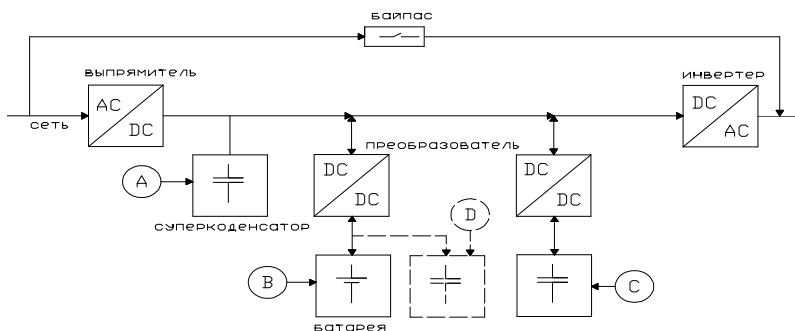 байпас
выпрямитель
инвертер
AC
DC
DC
AC
сеть
преобразователь
A
DC
DC
DC
DC
суперкоденсатор
D
B
C
батарея